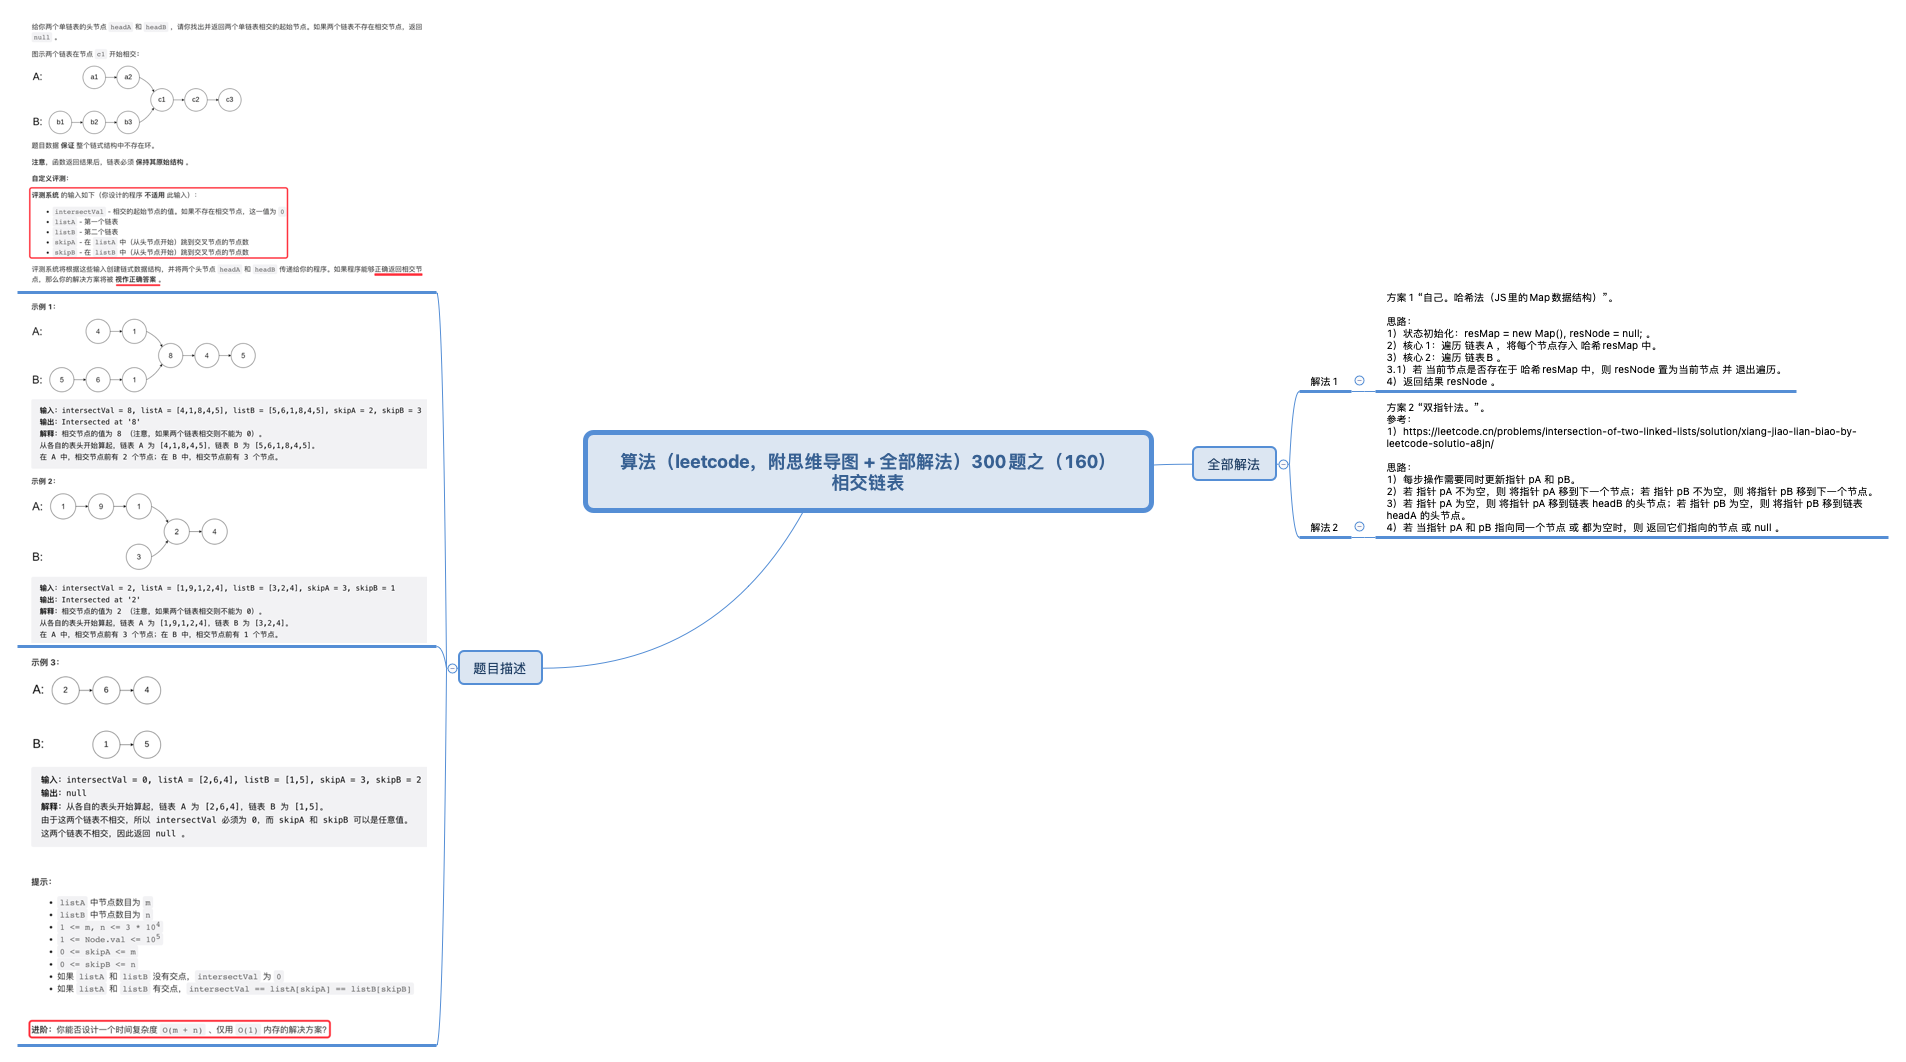 给你两个单链表的头节点 headA 和 headB ，请你找出并返回两个单链表相交的起始节点。如果两个链表不存在相交节点，返回
null 。
图示两个链表在节点 c1 开始相交：
A: a1 a2
c1 c2 c3
B: b1 b2 b3
题目数据 保证 整个链式结构中不存在环。
注意，函数返回结果后，链表必须 保持其原始结构 。
自定义评测：
评测系统 的输入如下（你设计的程序 不适用 此输入）：
• intersectVal - 相交的起始节点的值。如果不存在相交节点，这一值为 0
• listA - 第一个链表
• listB - 第二个链表
• skipA - 在 listA 中（从头节点开始）跳到交叉节点的节点数
• skipB - 在 listB 中（从头节点开始）跳到交叉节点的节点数
评测系统将根据这些输入创建链式数据结构，并将两个头节点 headA 和 headB 传递给你的程序。如果程序能够正确返回相交节
点，那么你的解决方案将被 视作正确答案 。
示例 1：
A: 4 1
8 4 5
B: 5 6 1
输入：intersectVal = 8, listA = [4,1,8,4,5], listB = [5,6,1,8,4,5], skipA = 2, skipB = 3
输出：Intersected at '8'
解释：相交节点的值为 8 （注意，如果两个链表相交则不能为 0）。
从各自的表头开始算起，链表 A 为 [4,1,8,4,5]，链表 B 为 [5,6,1,8,4,5]。
在 A 中，相交节点前有 2 个节点；在 B 中，相交节点前有 3 个节点。
示例 2：
A: 1 9 1
2 4
B: 3
输入：intersectVal = 2, listA = [1,9,1,2,4], listB = [3,2,4], skipA = 3, skipB = 1
输出：Intersected at '2'
解释：相交节点的值为 2 （注意，如果两个链表相交则不能为 0）。
从各自的表头开始算起，链表 A 为 [1,9,1,2,4]，链表 B 为 [3,2,4]。
在 A 中，相交节点前有 3 个节点；在 B 中，相交节点前有 1 个节点。
示例 3：
A: 2 6 4
B: 1 5
输入：intersectVal = 0, listA = [2,6,4], listB = [1,5], skipA = 3, skipB = 2
输出：null
解释：从各自的表头开始算起，链表 A 为 [2,6,4]，链表 B 为 [1,5]。
由于这两个链表不相交，所以 intersectVal 必须为 0，而 skipA 和 skipB 可以是任意值。
这两个链表不相交，因此返回 null 。
提示：
• listA 中节点数目为 m
• listB 中节点数目为 n
• 1 <= m, n <= 3 * 10⁴
• 1 <= Node.val <= 10⁵
• 0 <= skipA <= m
• 0 <= skipB <= n
• 如果 listA 和 listB 没有交点，intersectVal 为 0
• 如果 listA 和 listB 有交点，intersectVal == listA[skipA] == listB[skipB]
进阶：你能否设计一个时间复杂度 O(m + n) 、仅用 O(1) 内存的解决方案？
题目描述
算法（leetcode，附思维导图 + 全部解法）300题之（160）
相交链表
全部解法
解法 1
方案 1 “自己。哈希法（JS里的Map数据结构）”。
思路：
1）状态初始化：resMap = new Map(), resNode = null; 。
2）核心 1：遍历 链表A ，将每个节点存入 哈希resMap 中。
3）核心 2：遍历 链表B 。
3.1）若 当前节点是否存在于 哈希resMap 中，则 resNode 置为当前节点 并 退出遍历。
4）返回结果 resNode 。
解法 2
方案 2 “双指针法。”。
参考：
1）https://leetcode.cn/problems/intersection-of-two-linked-lists/solution/xiang-jiao-lian-biao-by-
leetcode-solutio-a8jn/
思路：
1）每步操作需要同时更新指针 pA 和 pB。
2）若 指针 pA 不为空，则 将指针 pA 移到下一个节点；若 指针 pB 不为空，则 将指针 pB 移到下一个节点。
3）若 指针 pA 为空，则 将指针 pA 移到链表 headB 的头节点；若 指针 pB 为空，则 将指针 pB 移到链表
headA 的头节点。
4）若 当指针 pA 和 pB 指向同一个节点 或 都为空时，则 返回它们指向的节点 或 null 。